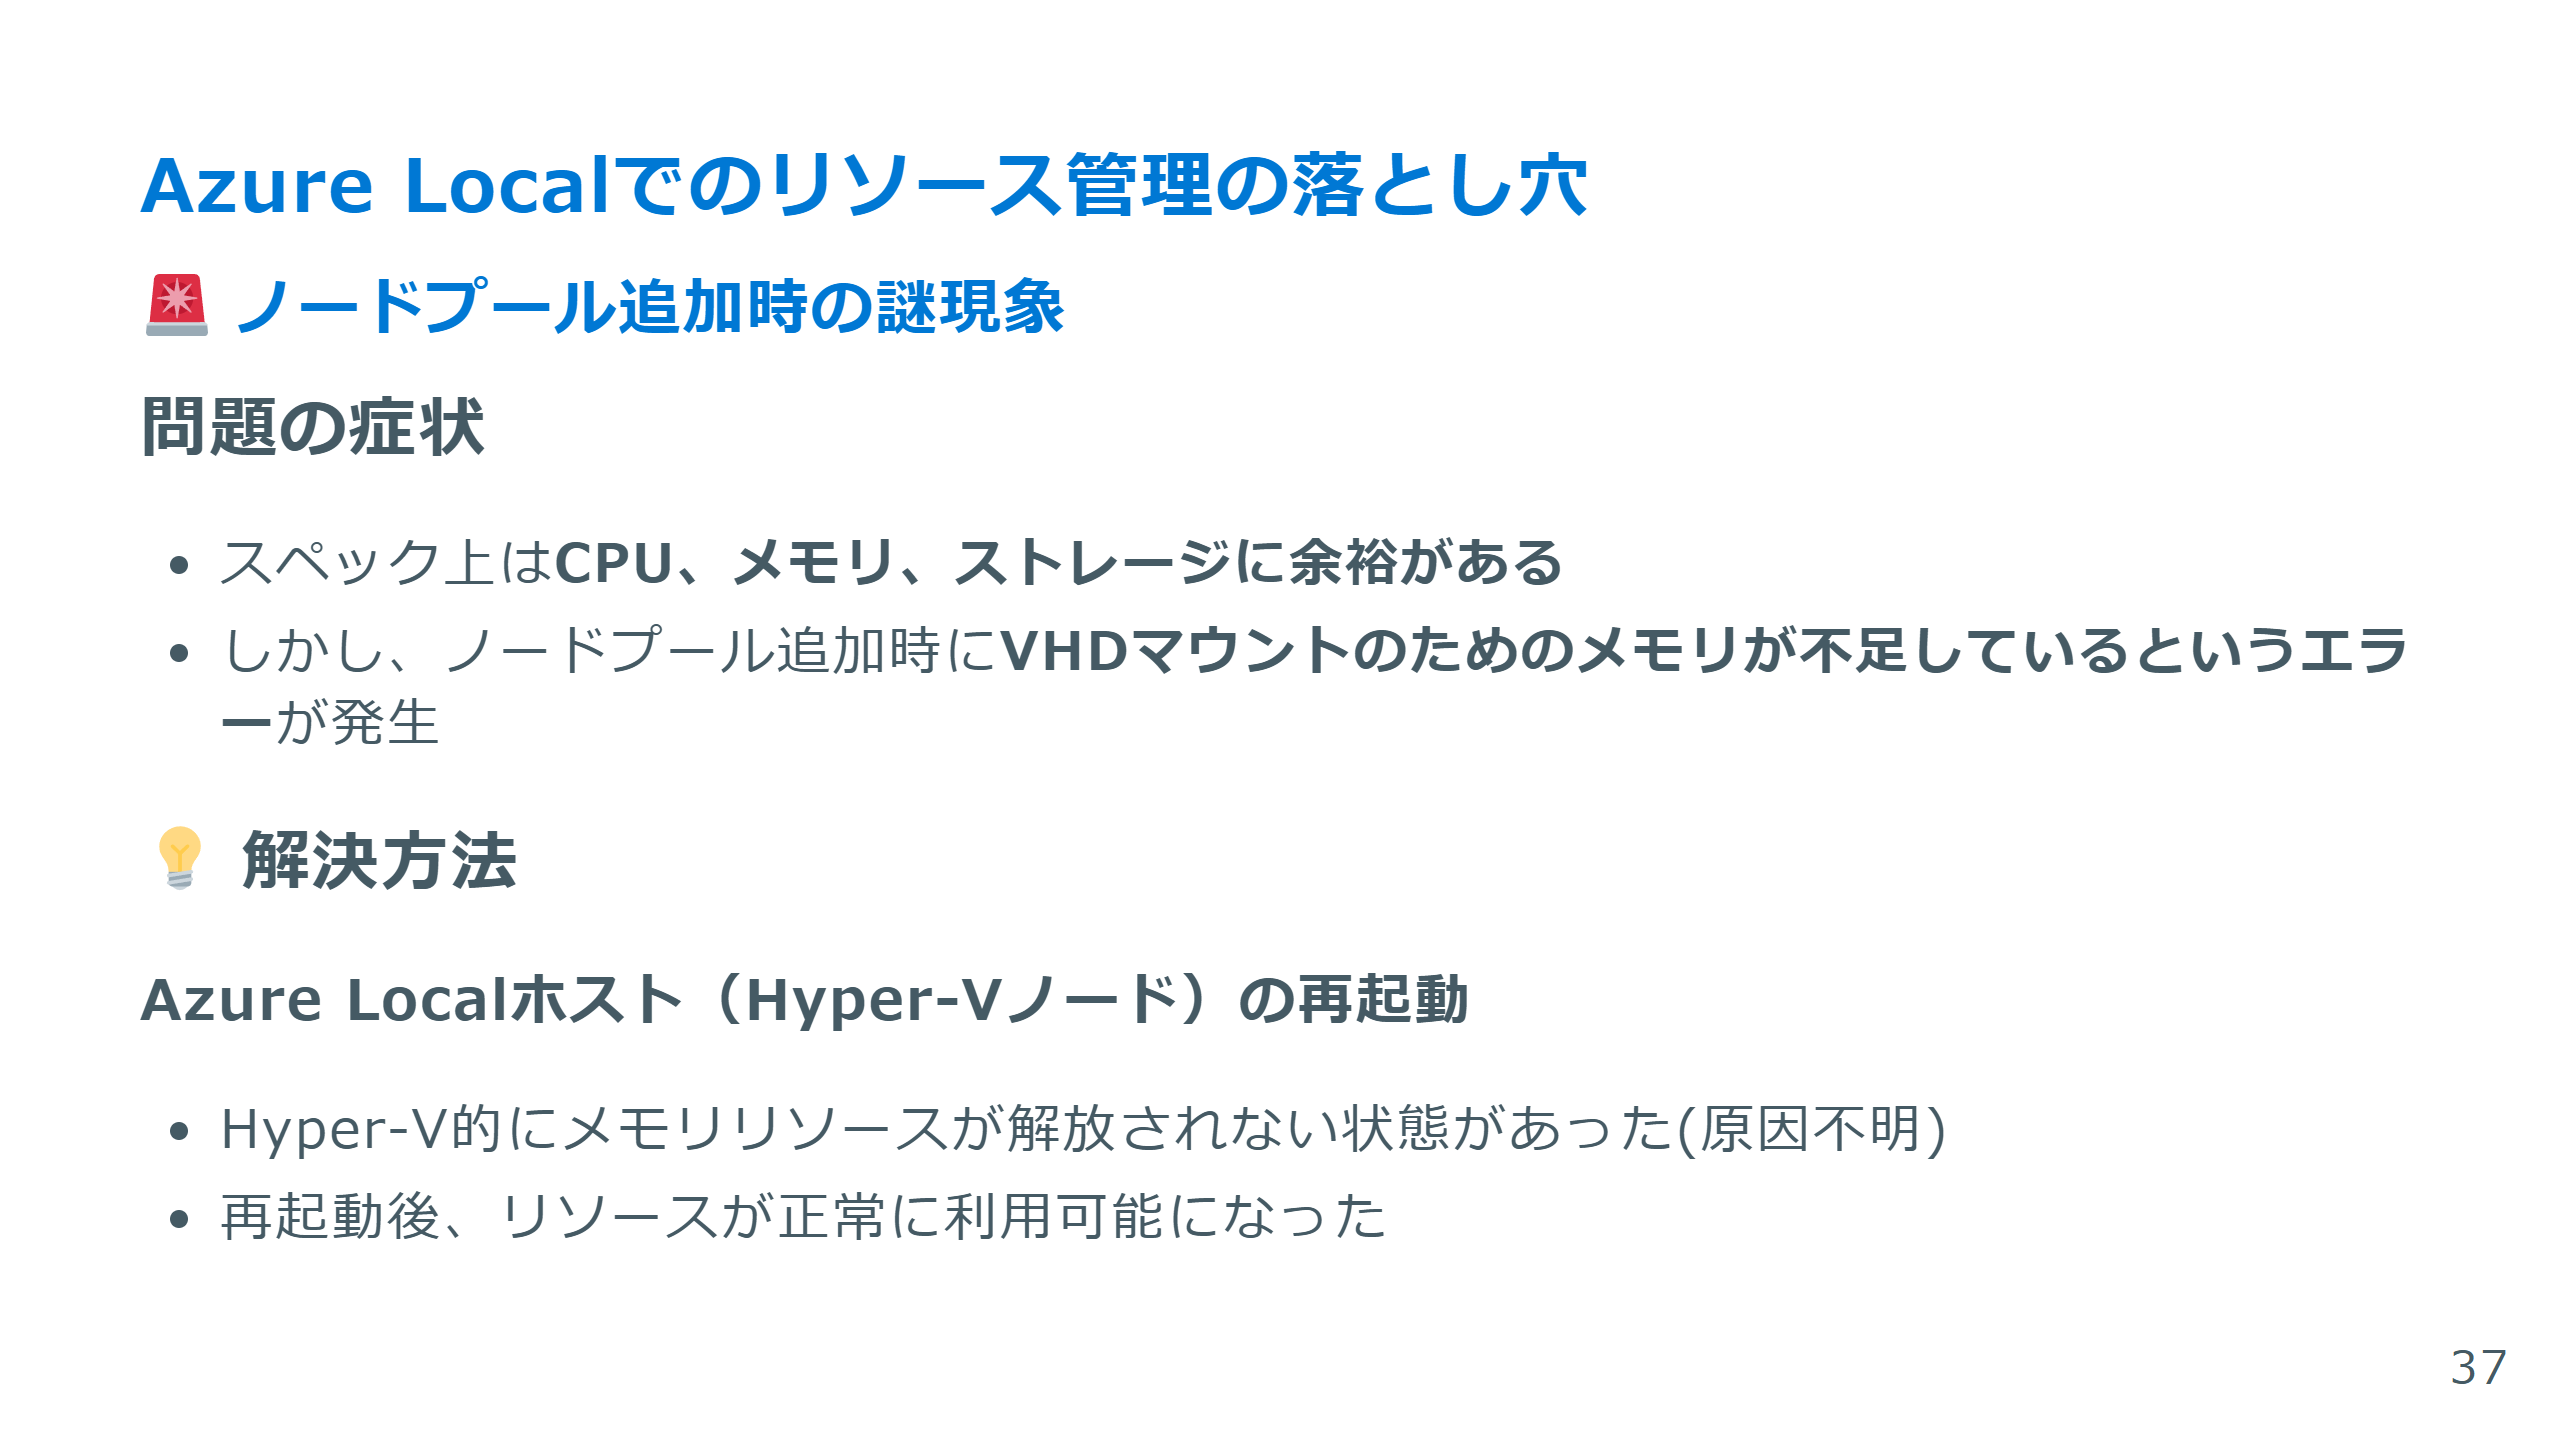 Azure Localでのリソース管理の落とし穴
🚨 ノードプール追加時の謎現象
問題の症状
• スペック上はCPU、メモリ、ストレージに余裕がある
• しかし、ノードプール追加時にVHDマウントのためのメモリが不足しているというエラ
ーが発生
💡 解決方法
Azure Localホスト（Hyper-Vノード）の再起動
• Hyper-V的にメモリリソースが解放されない状態があった(原因不明)
• 再起動後、リソースが正常に利用可能になった
37